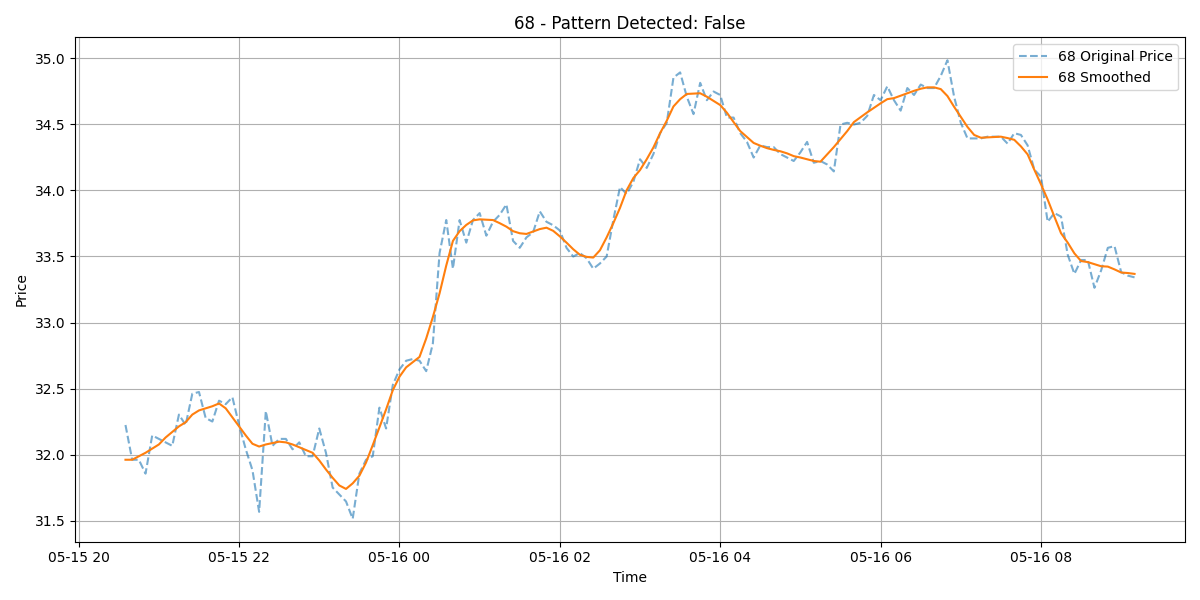 68 - Pattern Detected: False
68 Original Price
68 Smoothed
Price
35.0
34.5
34.0
33.5
33.0
32.5
32.0
31.5
05-15 20 05-15 22 05-16 00 05-16 02 05-16 04 05-16 06 05-16 08
Time